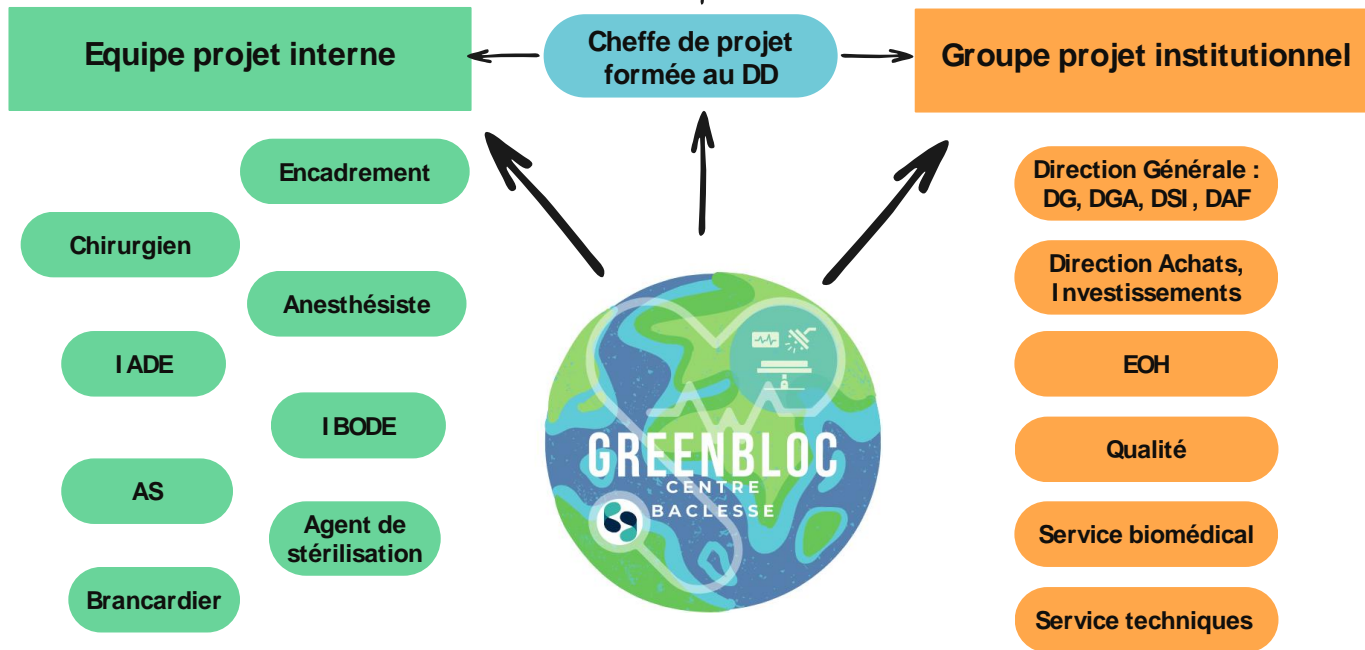 Equipe projet interne
Cheffe de projet
formée au DD
Groupe projet institutionnel
Encadrement
Chirurgien
Anesthésiste
IADE
IBODE
AS
Agent de
stérilisation
Brancardier
GREENBLOC
CENTRE
BACLESSE
Direction Générale :
DG, DGA, DSI, DAF
Direction Achats,
Investissements
EOH
Qualité
Service biomédical
Service techniques